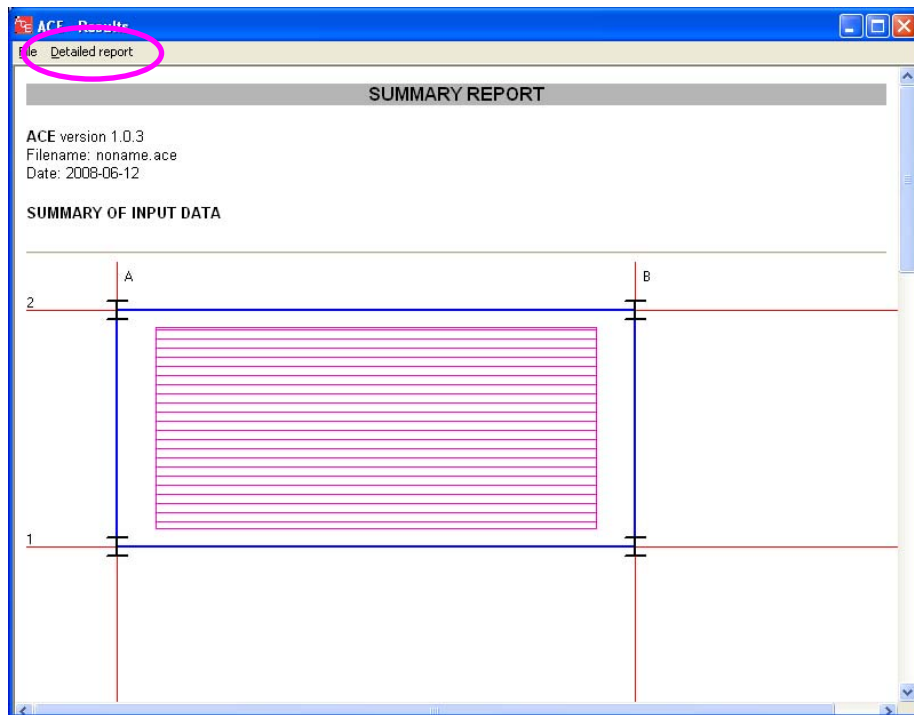 ACE - Results
File Detailed report
SUMMARY REPORT
ACE version 1.0.3
Filename: noname.ace
Date: 2008-06-12
SUMMARY OF INPUT DATA
A B
2
1